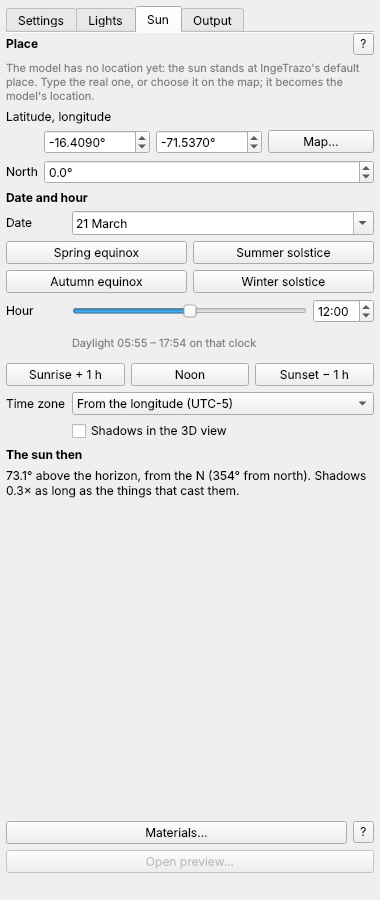 Settings Lights Sun Output
Place ?
The model has no location yet: the sun stands at IngeTrazo's default
place. Type the real one, or choose it on the map; it becomes the
model's location.
Latitude, longitude
-16.4090° -71.5370° Map...
North 0.0°
Date and hour
Date 21 March
Spring equinox Summer solstice
Autumn equinox Winter solstice
Hour 12:00
Daylight 05:55 – 17:54 on that clock
Sunrise + 1 h Noon Sunset − 1 h
Time zone From the longitude (UTC-5)
Shadows in the 3D view
The sun then
73.1° above the horizon, from the N (354° from north). Shadows
0.3× as long as the things that cast them.
Materials... ?
Open preview...